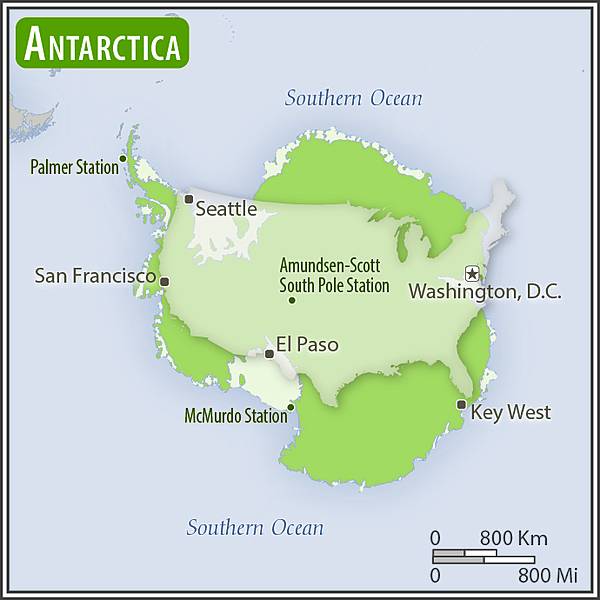 ANTARCTICA
Southern Ocean
Palmer Station
Seattle
San Francisco
Amundsen-Scott
South Pole Station
Washington, D.C.
El Paso
McMurdo Station
Key West
Southern Ocean
0 800 Km
0 800 Mi